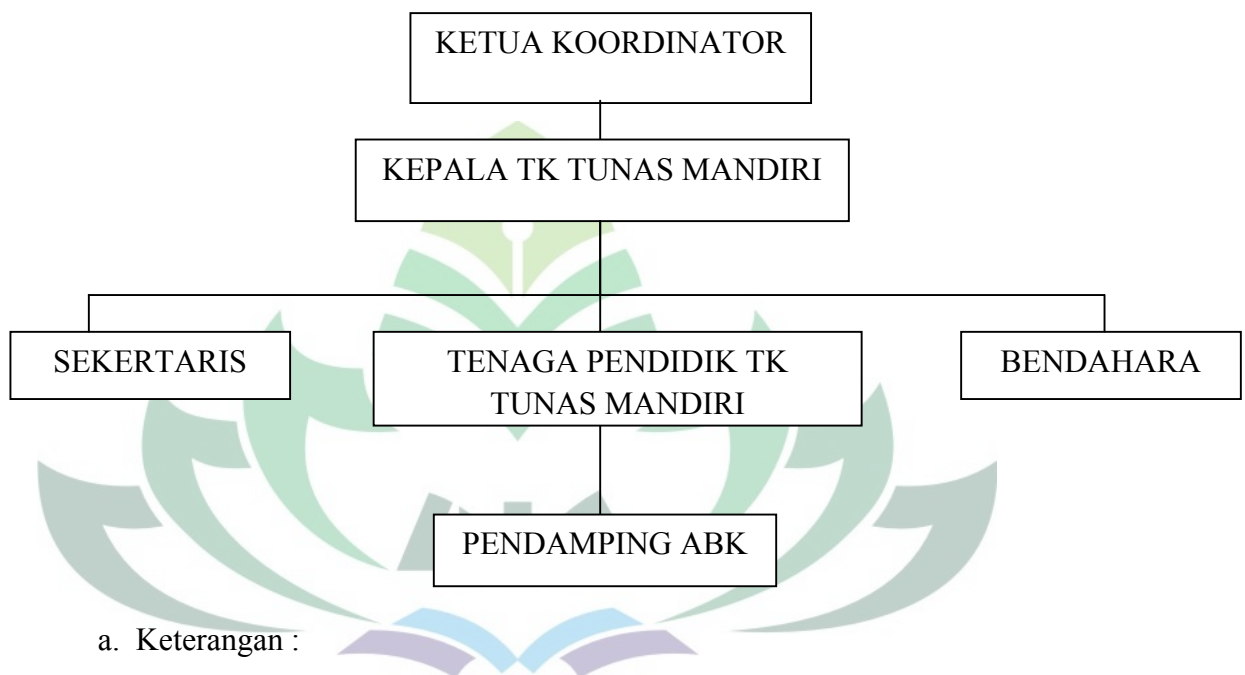 KETUA KOORDINATOR
KEPALA TK TUNAS MANDIRI
SEKERTARIS
TENAGA PENDIDIK TK
TUNAS MANDIRI
BENDAHARA
PENDAMPING ABK
a. Keterangan :